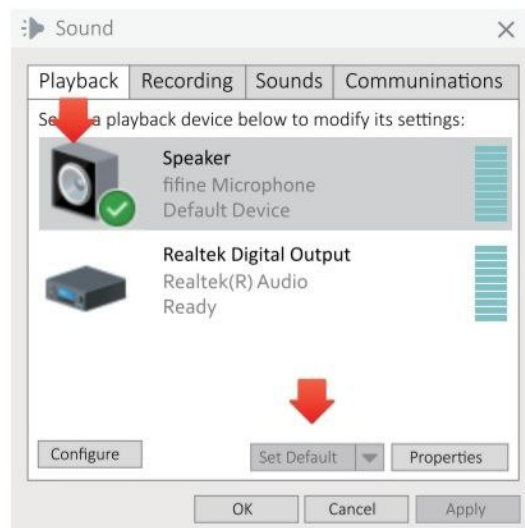 Sound
Playback Recording Sounds Communinations
a playback device below to modify its settings:
Speaker
fifine Microphone
Default Device
Realtek Digital Output
Realtek(R) Audio
Ready
Configure Set Default Properties
OK Cancel Apply